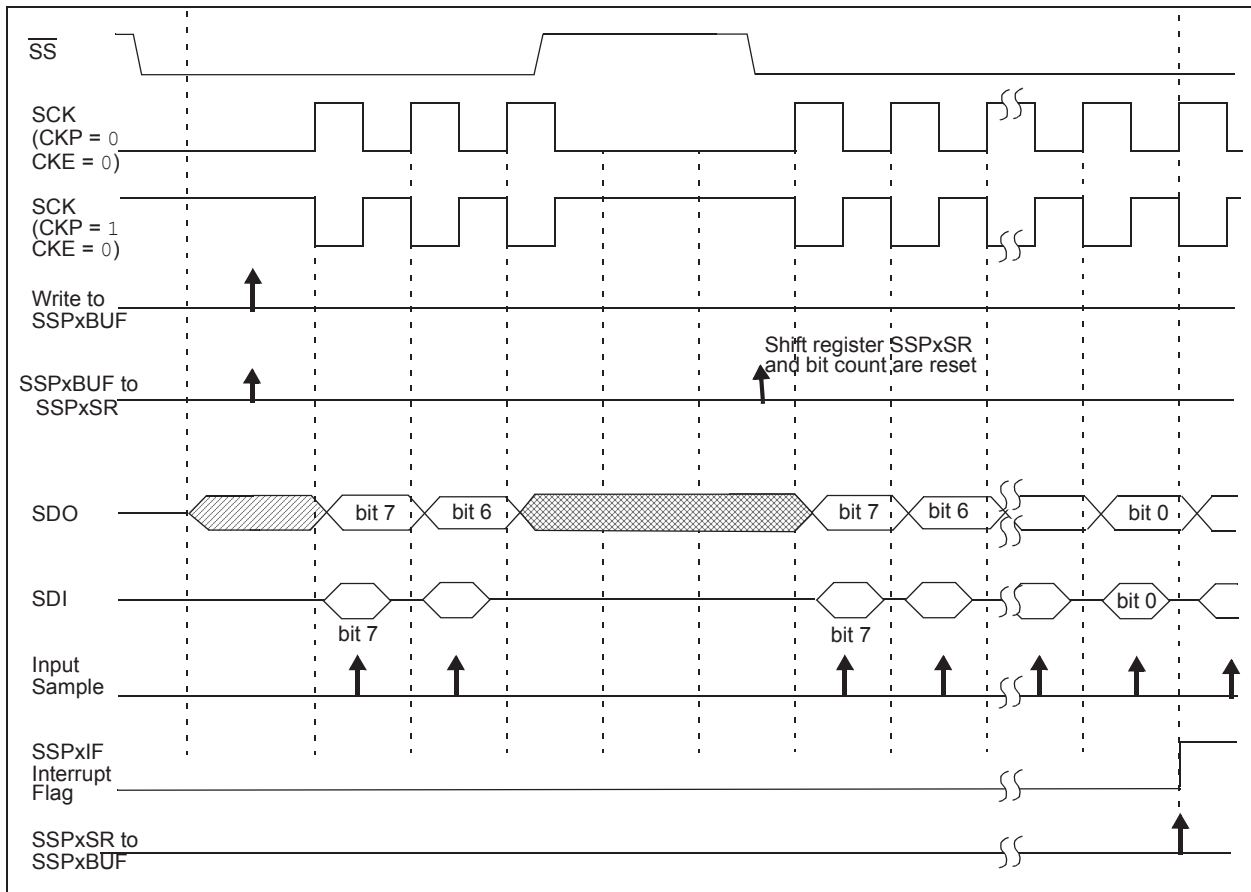 SS
SCK
(CKP = 0
CKE = 0)
SCK
(CKP = 1
CKE = 0)
Write to
SSPxBUF
Shift register SSPxSR
and bit count are reset
SSPxBUF to
SSPxSR
SDO
bit 7
bit 6
bit 7
bit 6
bit 0
SDI
bit 0
bit 7
bit 7
Input
Sample
SSPxIF
Interrupt
Flag
SSPxSR to
SSPxBUF